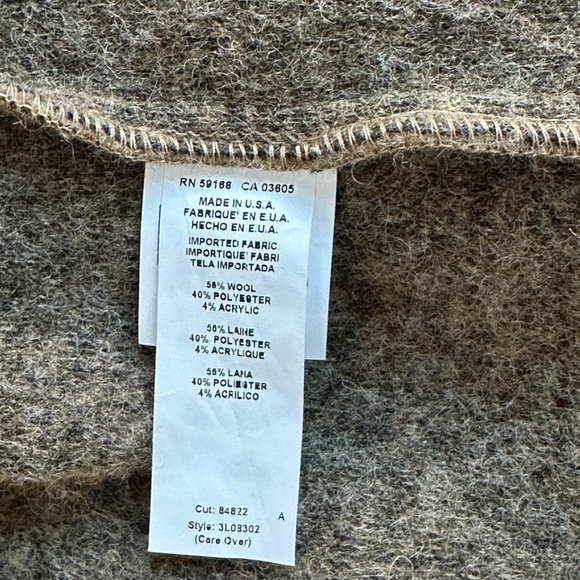 RN 59168 CA 03605
MADE IN U.S.A.
FABRIQUE' EN E.U.A.
HECHO EN E.U.A.
IMPORTED FABRIC
IMPORTIQUE' FABRI
TELA IMPORTADA
56% WOOL
40% POLYESTER
4% ACRYLIC
56% LAINE
40% POLYESTER
4% ACRYLIQUE
56% LANA
40% POLIESTER
4% ACRILICO
Cut: 84822
A
Style: 3L08302
(Care Over)